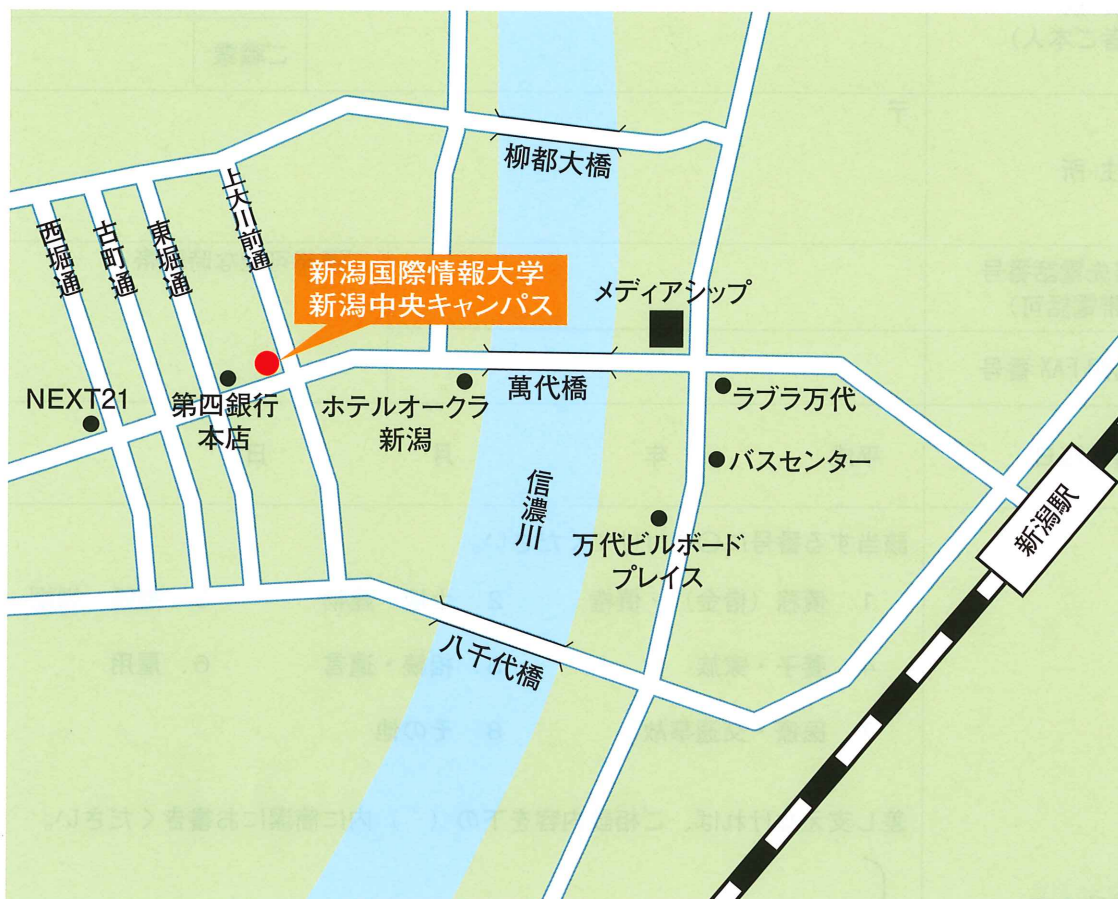 柳都大橋
上大川前通
東堀通
古町通
西堀通
新潟国際情報大学
新潟中央キャンパス
メディアシップ
NEXT21
第四銀行
本店
ホテルオークラ
新潟
萬代橋
ラブラ万代
バスセンター
信濃川
万代ビルボード
プレイス
新潟駅
八千代橋